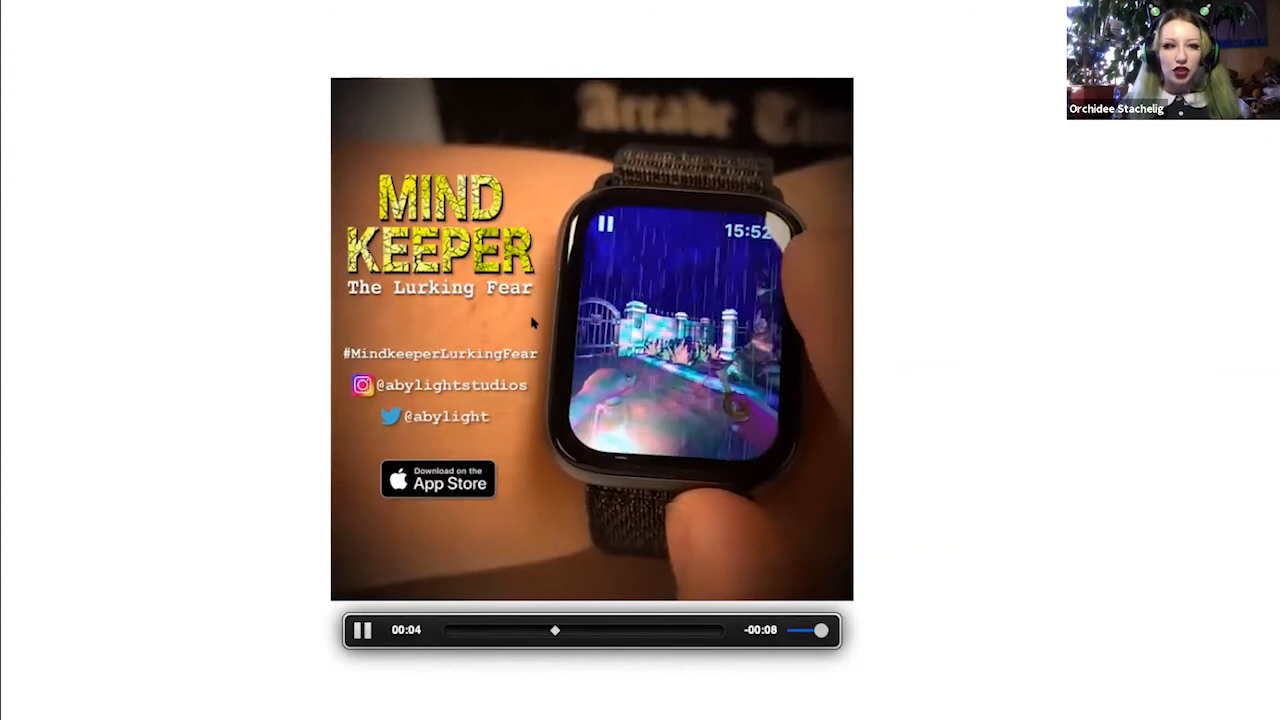 Orchidee Stachelig
Arcade
MIND
KEEPER
The Lurking Fear
15:52
#MindkeeperLurkingFear
@abylightstudios
@abylight
Download on the
App Store
00:04
-00:08